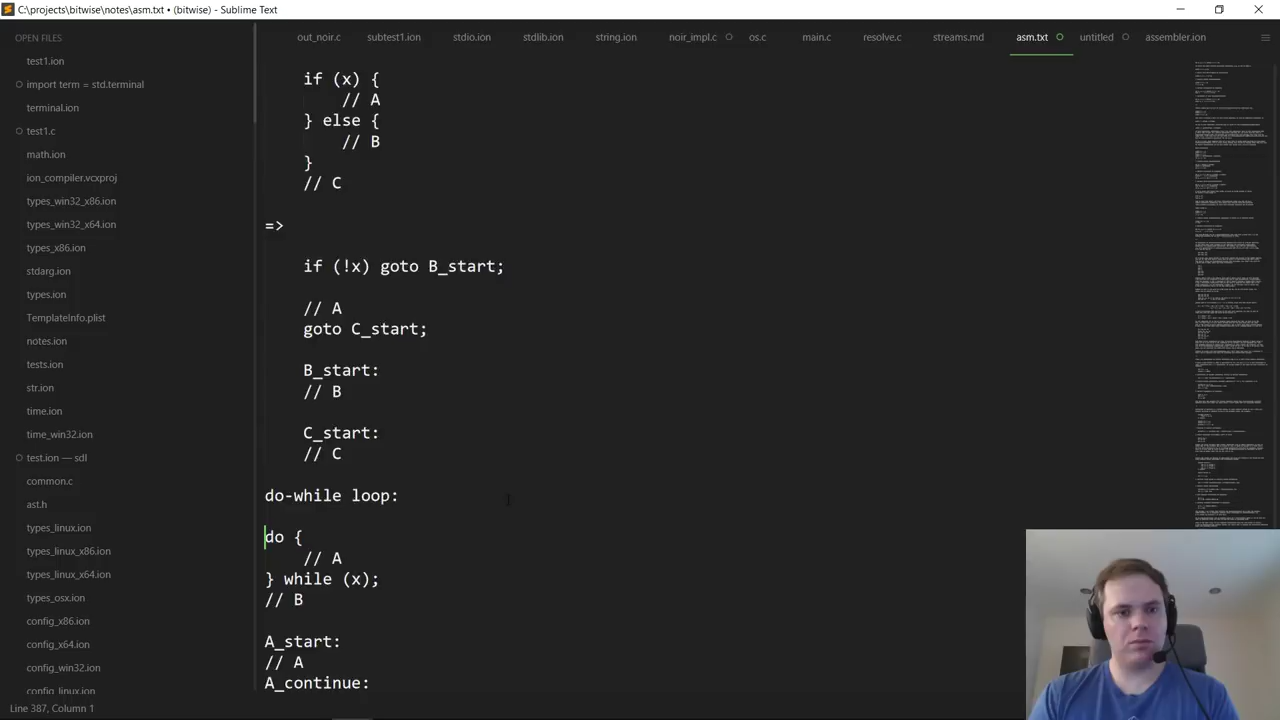 C:\projects\bitwise\notes\asm.txt • (bitwise) - Sublime Text
OPEN FILES
out_noir.c subtest1.ion stdio.ion stdlib.ion string.ion noir_impl.c os.c main.c resolve.c streams.md asm.txt untitled assembler.ion
test1.ion
import term = std.terminal
terminal.ion
test1.c
math.ion
ion_compiler.vcxproj
types_win32_x86.ion
types_win32_x64.ion
types_x86.ion
stdarg.ion
types.ion
TemplateInfo.plist
notes.ion
tests.ion
str.ion
time.ion
time_win32.ion
test.ion — sdl
common.c
ast.h
types_linux.ion
types_linux_x86.ion
types_linux_x64.ion
types_osx.ion
config_x86.ion
config_x64.ion
config_win32.ion
config_linux.ion
if (x) {
// A
} else {
// B
}
// C
=>
if (!x) goto B_start;
// A
goto C_start;
B_start:
// B
C_start:
// C
do-while loop:
do {
// A
} while (x);
// B
A_start:
// A
A_continue:
Line 387, Column 1